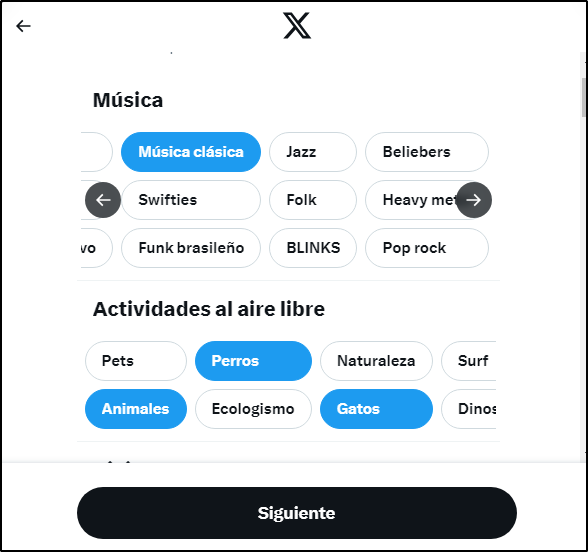 Música
Música clásica Jazz Beliebers
Swifties Folk Heavy met
vo Funk brasileño BLINKS Pop rock
Actividades al aire libre
Pets Perros Naturaleza Surf
Animales Ecologismo Gatos Dinos
Siguiente